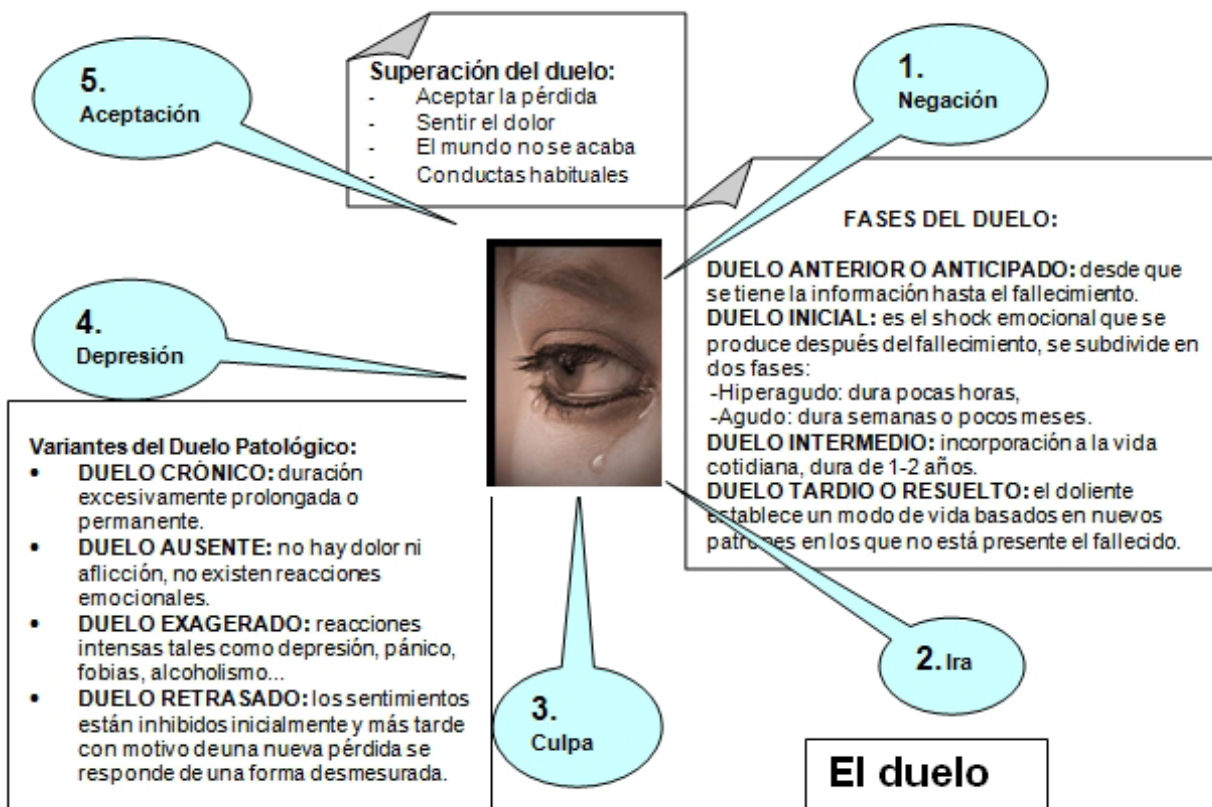 5.
Aceptación
Superación del duelo:
- Aceptar la pérdida
- Sentir el dolor
- El mundo no se acaba
- Conductas habituales
1.
Negación
FASES DEL DUELO:
DUELO ANTERIOR O ANTICIPADO: desde que
se tiene la información hasta el fallecimiento.
DUELO INICIAL: es el shock emocional que se
produce después del fallecimiento, se subdivide en
dos fases:
-Hiperagudo: dura pocas horas,
-Agudo: dura semanas o pocos meses.
DUELO INTERMEDIO: incorporación a la vida
cotidiana, dura de 1-2 años.
DUELO TARDIO O RESUELTO: el doliente
establece un modo de vida basados en nuevos
patrones en los que no está presente el fallecido.
4.
Depresión
Variantes del Duelo Patológico:
• DUELO CRÓNICO: duración
excesivamente prolongada o
permanente.
• DUELO AUSENTE: no hay dolor ni
aflicción, no existen reacciones
emocionales.
• DUELO EXAGERADO: reacciones
intensas tales como depresión, pánico,
fobias, alcoholismo...
• DUELO RETRASADO: los sentimientos
están inhibidos inicialmente y más tarde
con motivo deuna nueva pérdida se
responde de una forma desmesurada.
3.
Culpa
2. Ira
El duelo